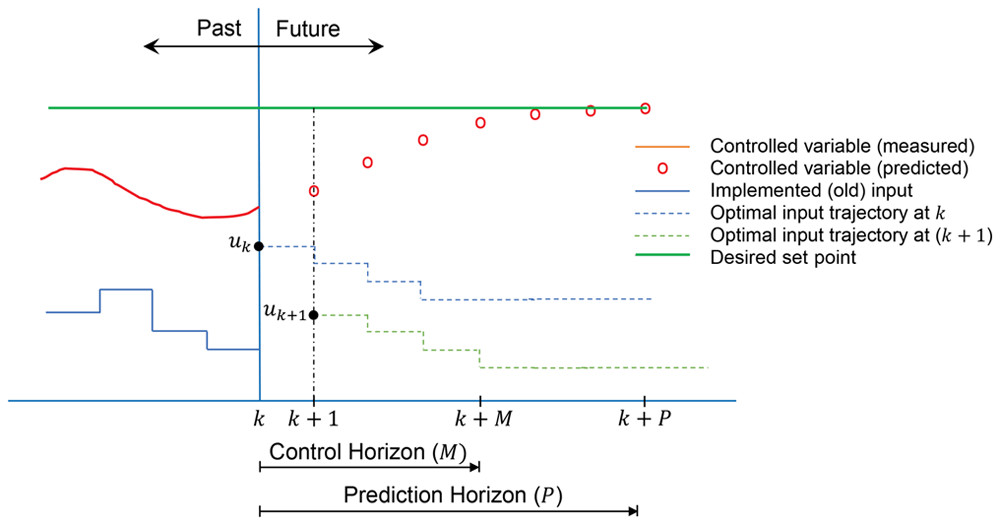 Past Future
Controlled variable (measured)
Controlled variable (predicted)
Implemented (old) input
Optimal input trajectory at k
Optimal input trajectory at (k + 1)
Desired set point
u_k
u_{k+1}
k k + 1 k + M k + P
Control Horizon (M)
Prediction Horizon (P)